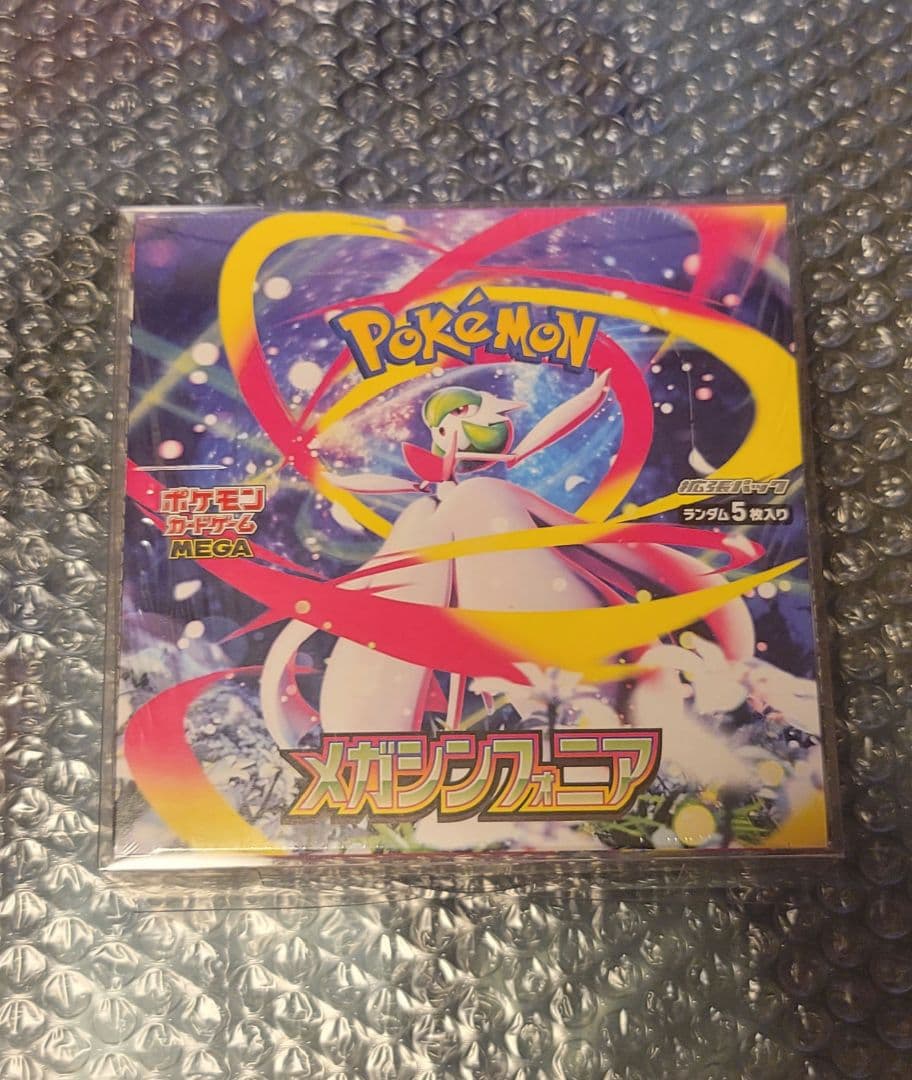 POKéMON
ポケモン
カードゲーム
MEGA
拡張パック
ランダム5枚入り
メガシンフォニア